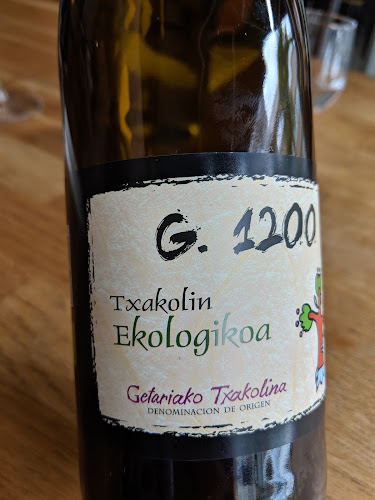 G. 1200
Txakolin
Ekologikoa
Getariako Txakolina
DENOMINACION DE ORIGEN